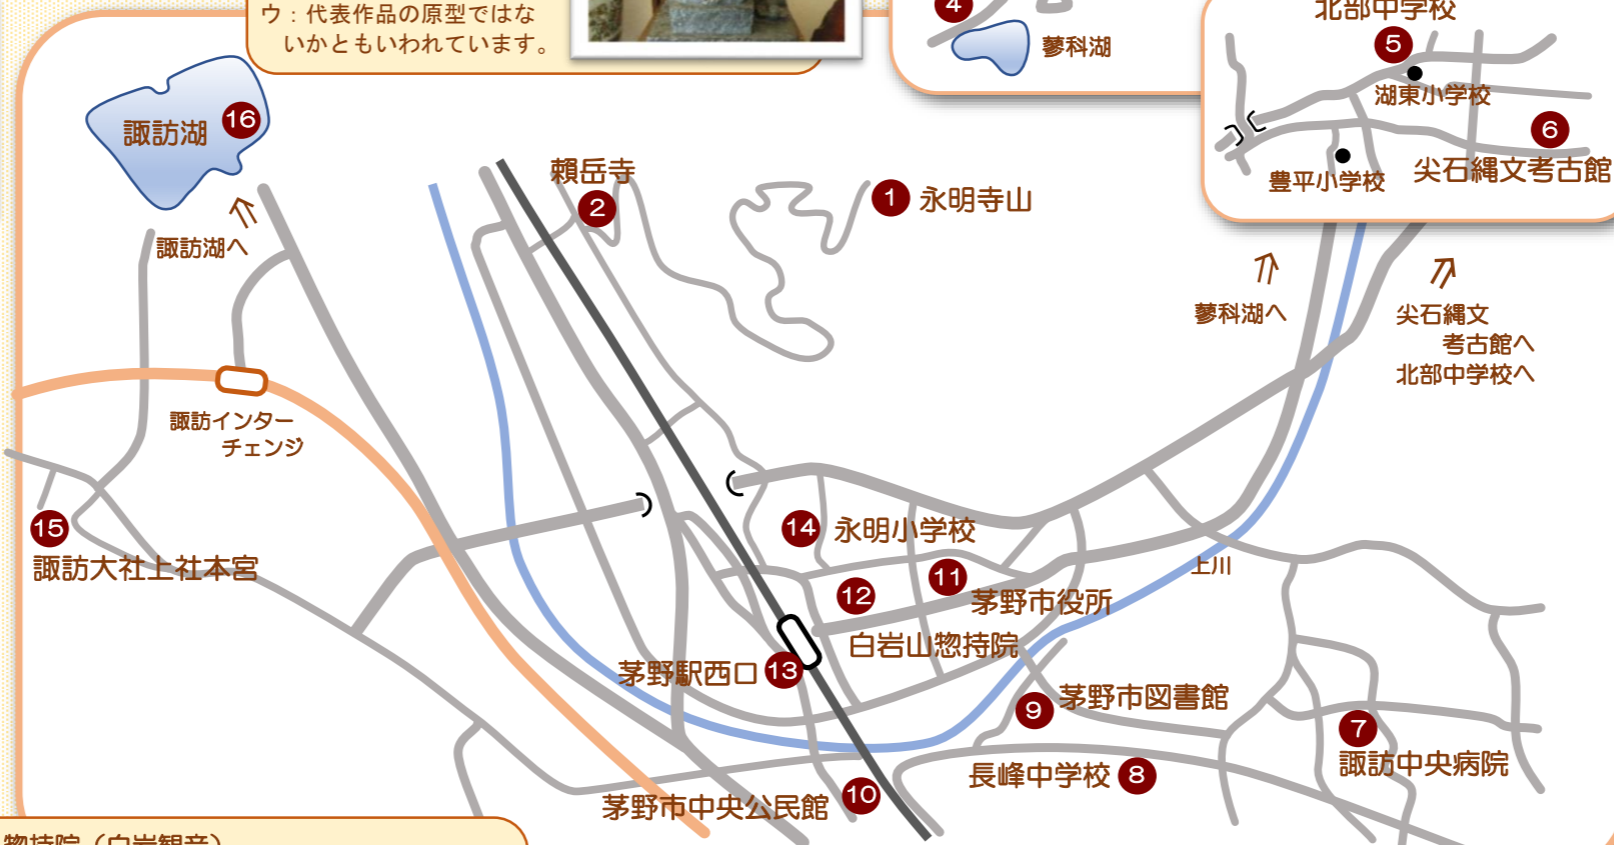 ウ：代表作品の原型ではな
いかともいわれています。
4
蓼科湖
北部中学校
5
湖東小学校
6
尖石縄文考古館
豊平小学校
諏訪湖
16
諏訪湖へ
頼岳寺
2
1
永明寺山
蓼科湖へ
尖石縄文
考古館へ
北部中学校へ
諏訪インター
チェンジ
15
諏訪大社上社本宮
14
永明小学校
12
11
茅野市役所
白岩山惣持院
上川
茅野駅西口
13
9
茅野市図書館
7
諏訪中央病院
長峰中学校
8
茅野市中央公民館
10
惣持院（白岩観音）